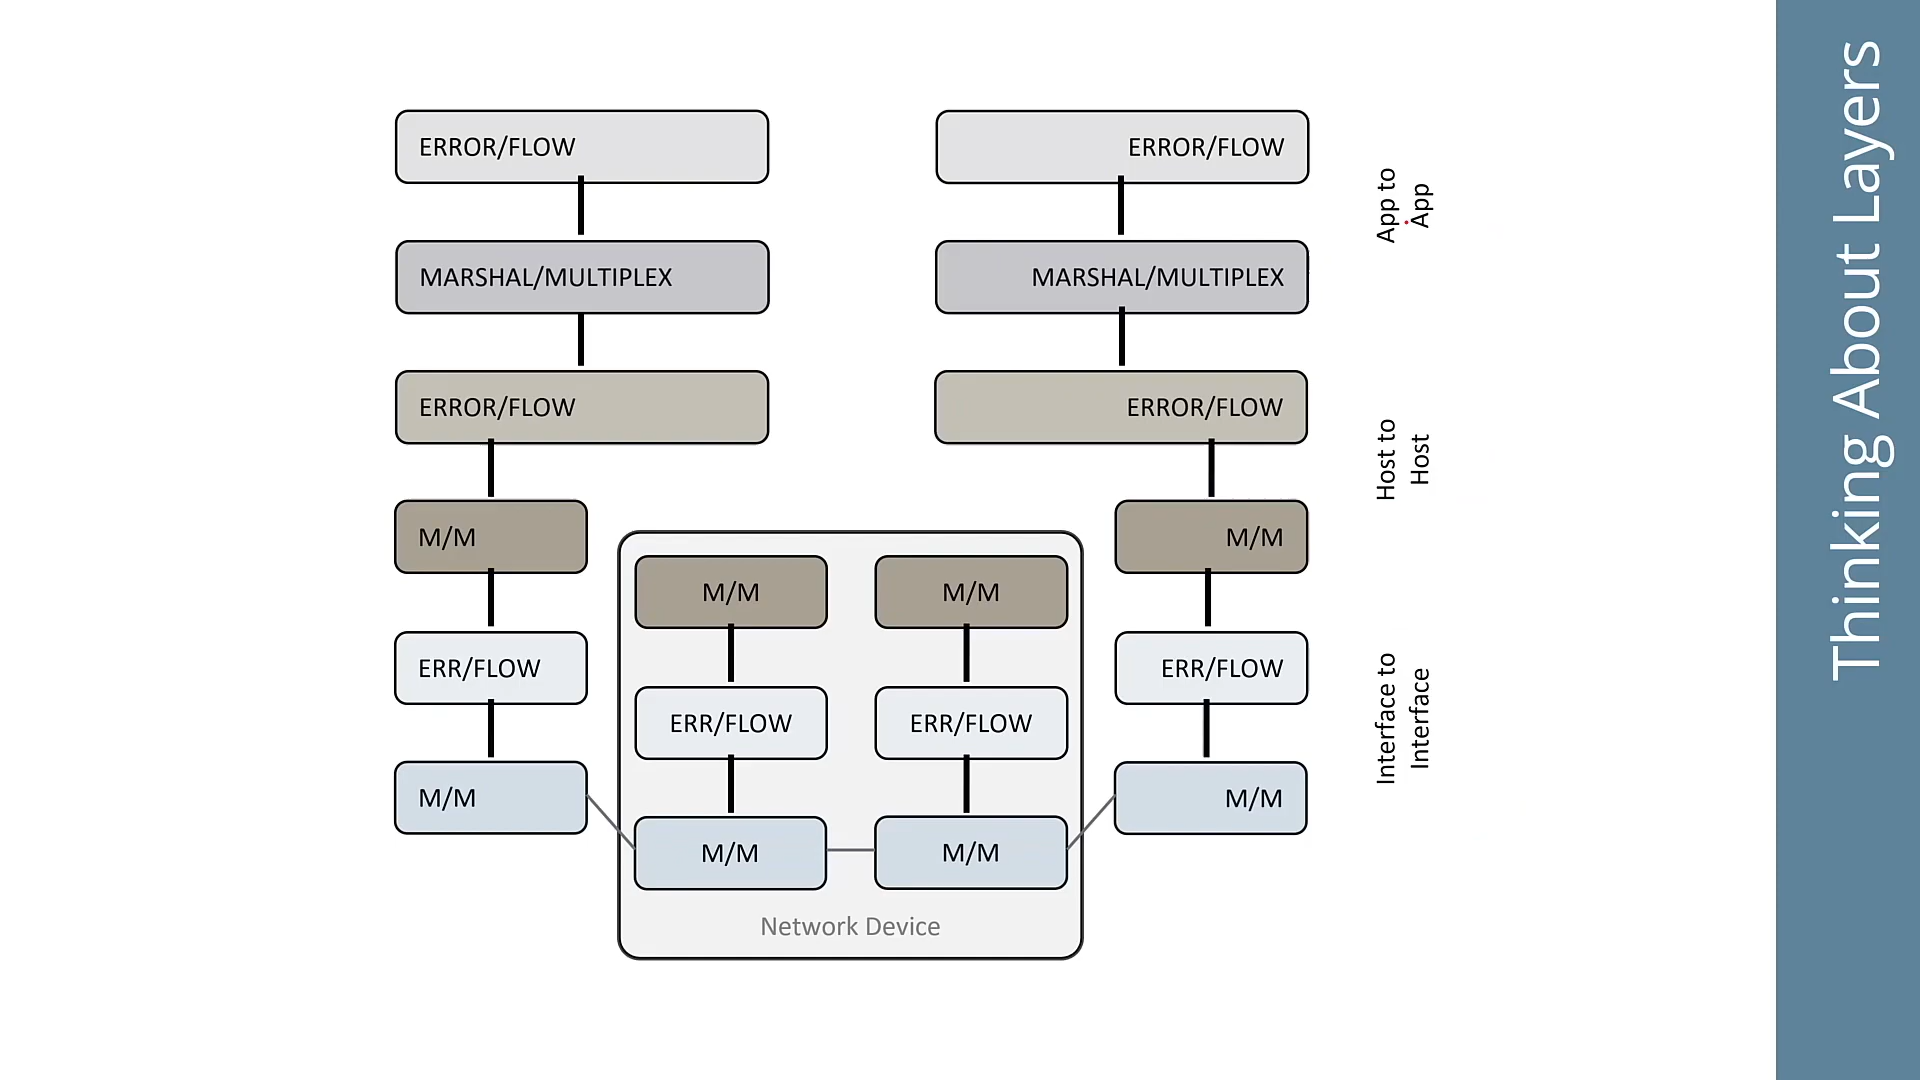 ERROR/FLOW
ERROR/FLOW
App to
App
MARSHAL/MULTIPLEX
MARSHAL/MULTIPLEX
ERROR/FLOW
ERROR/FLOW
Host to
Host
M/M
M/M
M/M
M/M
ERR/FLOW
ERR/FLOW
ERR/FLOW
ERR/FLOW
Interface to
Interface
M/M
M/M
M/M
M/M
Network Device
Thinking About Layers